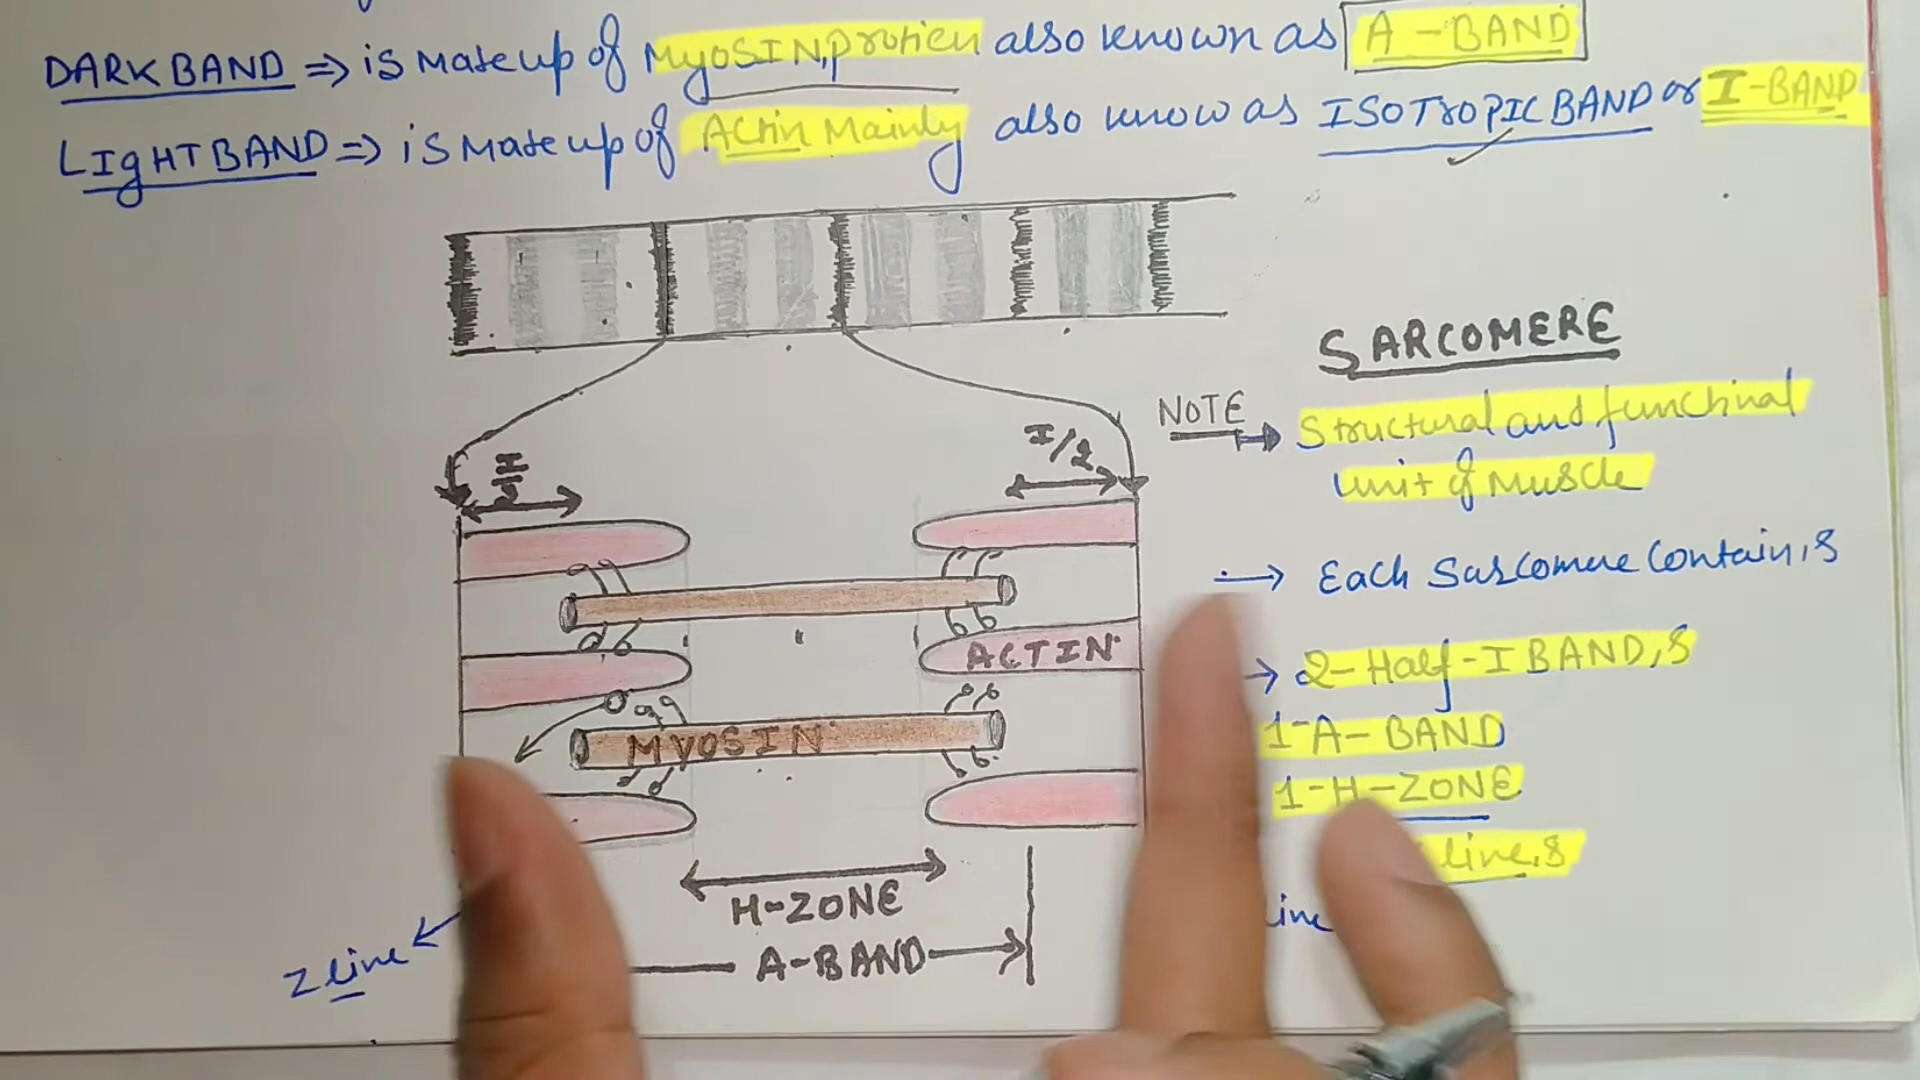 DARK BAND ⇒ is Made up of MyoSIN,protien also known as A-BAND
LIgHT BAND ⇒ is Made up of Actin Mainly also know as ISOTroPIC BAND or I-BAND
SARCOMERE
NOTE → Structural and functinal
unit of Muscle
→ Each Sarcomere Contain,s
→ 2-Half-I BAND,s
1-A-BAND
1-H-ZONE
line,s
line
I/2
I/2
ACTIN
MYOSIN
H-ZONE
A-BAND
Z line